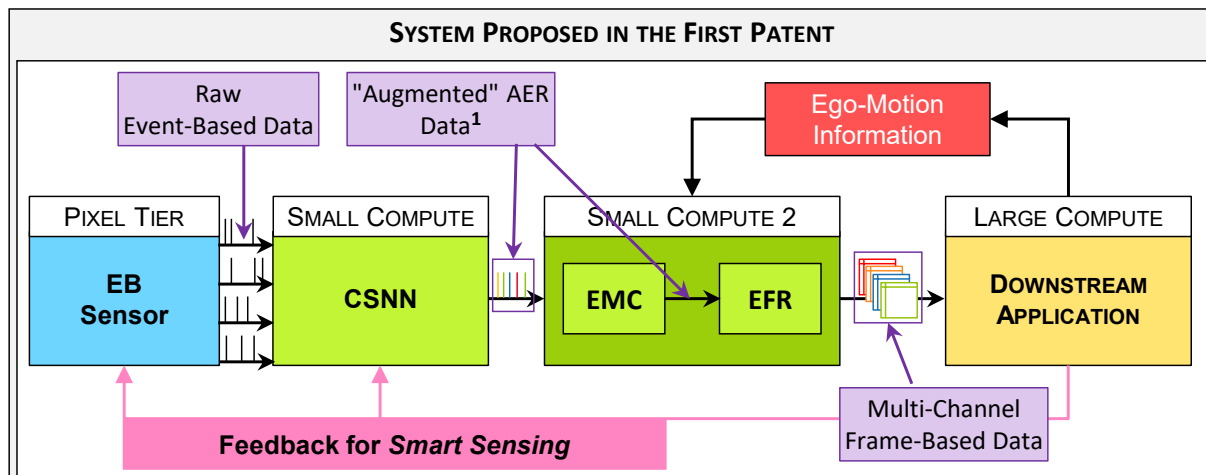 SYSTEM PROPOSED IN THE FIRST PATENT
Raw
Event-Based Data
"Augmented" AER
Data1
Ego-Motion
Information
PIXEL TIER
SMALL COMPUTE
SMALL COMPUTE 2
LARGE COMPUTE
EB
Sensor
CSNN
EMC
EFR
DOWNSTREAM
APPLICATION
Feedback for Smart Sensing
Multi-Channel
Frame-Based Data